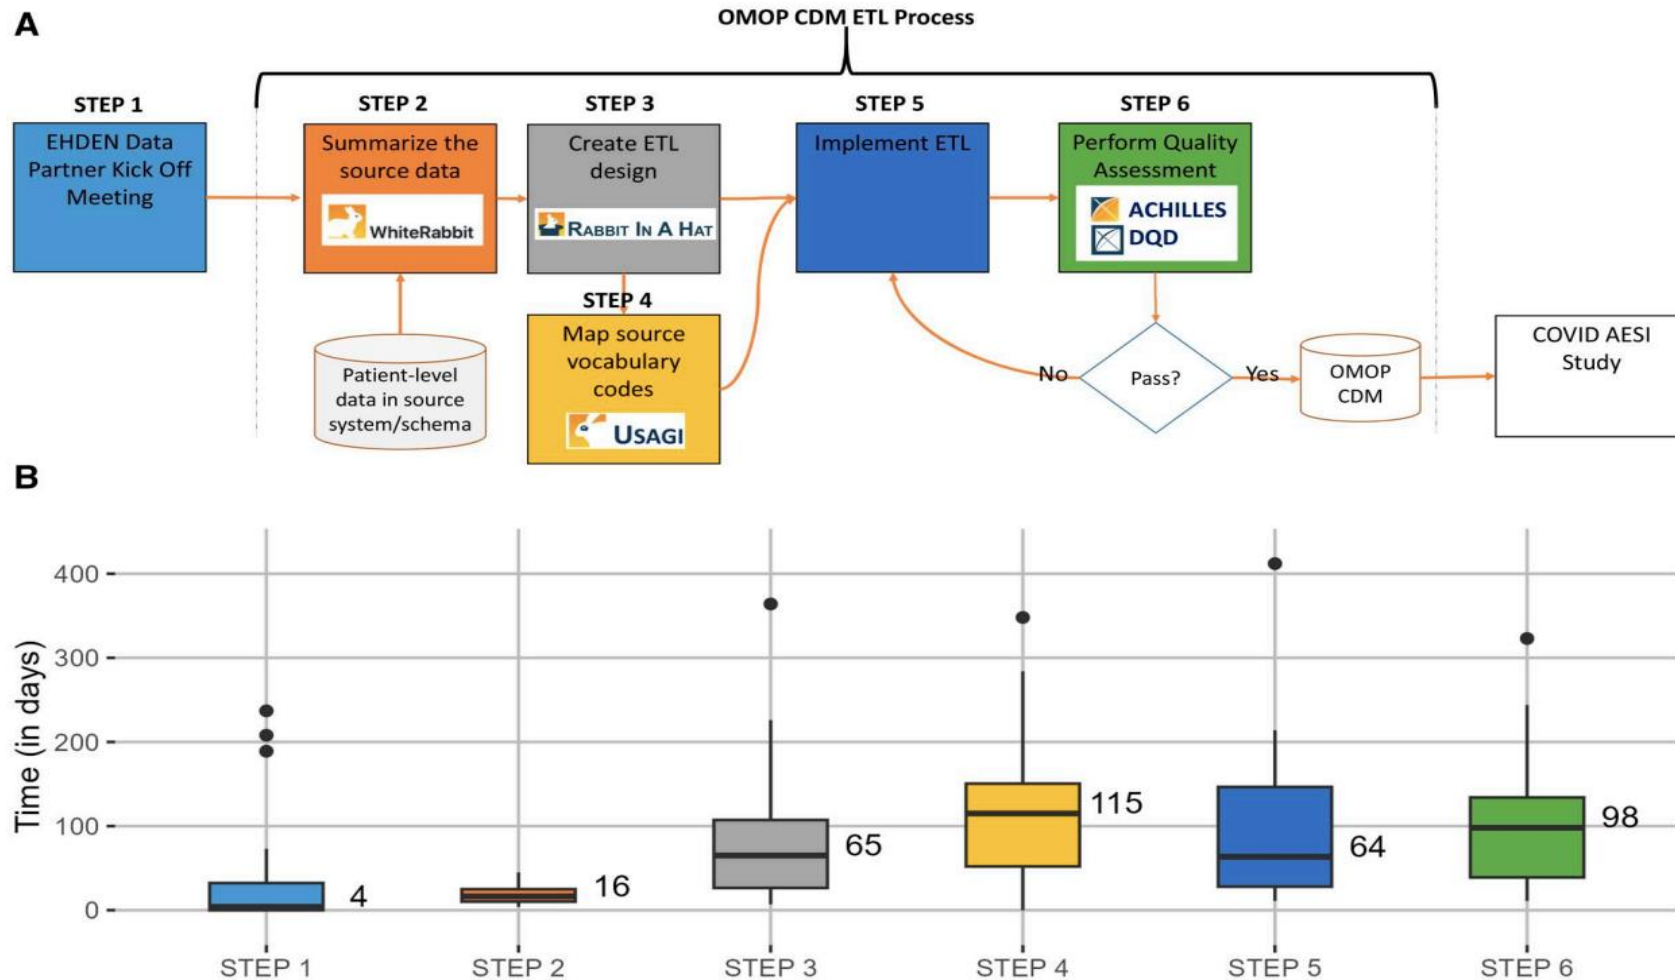 A
OMOP CDM ETL Process
STEP 1
EHDEN Data
Partner Kick Off
Meeting
STEP 2
Summarize the
source data
WhiteRabbit
Patient-level
data in source
system/schema
STEP 3
Create ETL
design
RABBIT IN A HAT
STEP 4
Map source
vocabulary
codes
USAGI
STEP 5
Implement ETL
STEP 6
Perform Quality
Assessment
ACHILLES
DQD
No
Pass?
Yes
OMOP
CDM
COVID AESI
Study
B
Time (in days)
400
300
200
100
0
4
16
65
115
64
98
STEP 1
STEP 2
STEP 3
STEP 4
STEP 5
STEP 6